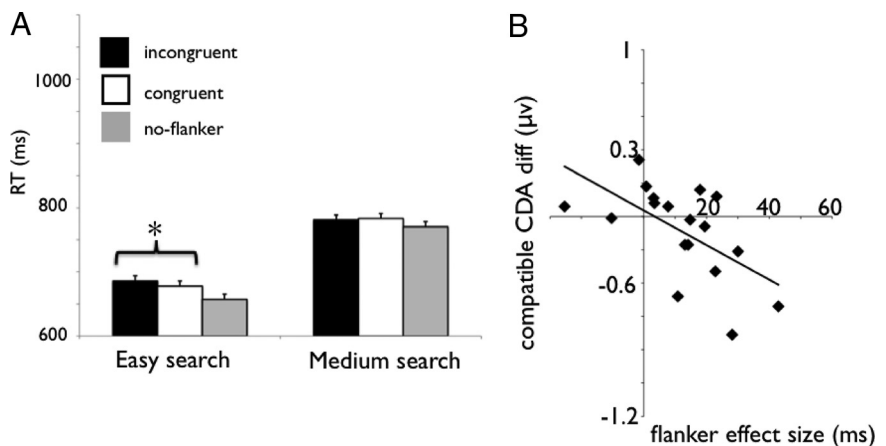 A
incongruent
congruent
no-flanker
1000
800
600
RT (ms)
*
Easy search
Medium search
B
1
0.3
-0.6
-1.2
20
40
60
compatible CDA diff (μv)
flanker effect size (ms)